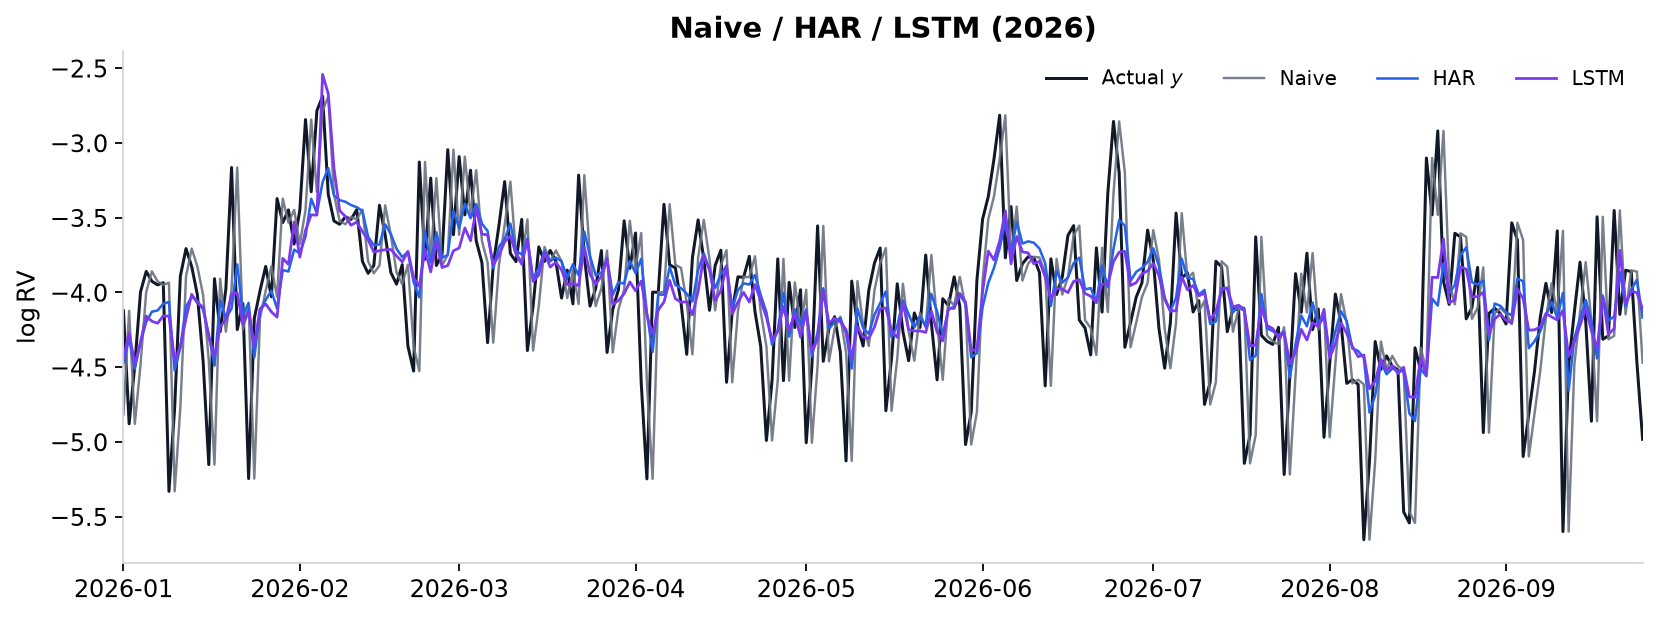 Naive / HAR / LSTM (2026)
Actual y
Naive
HAR
LSTM
log RV
−2.5
−3.0
−3.5
−4.0
−4.5
−5.0
−5.5
2026-01 2026-02 2026-03 2026-04 2026-05 2026-06 2026-07 2026-08 2026-09